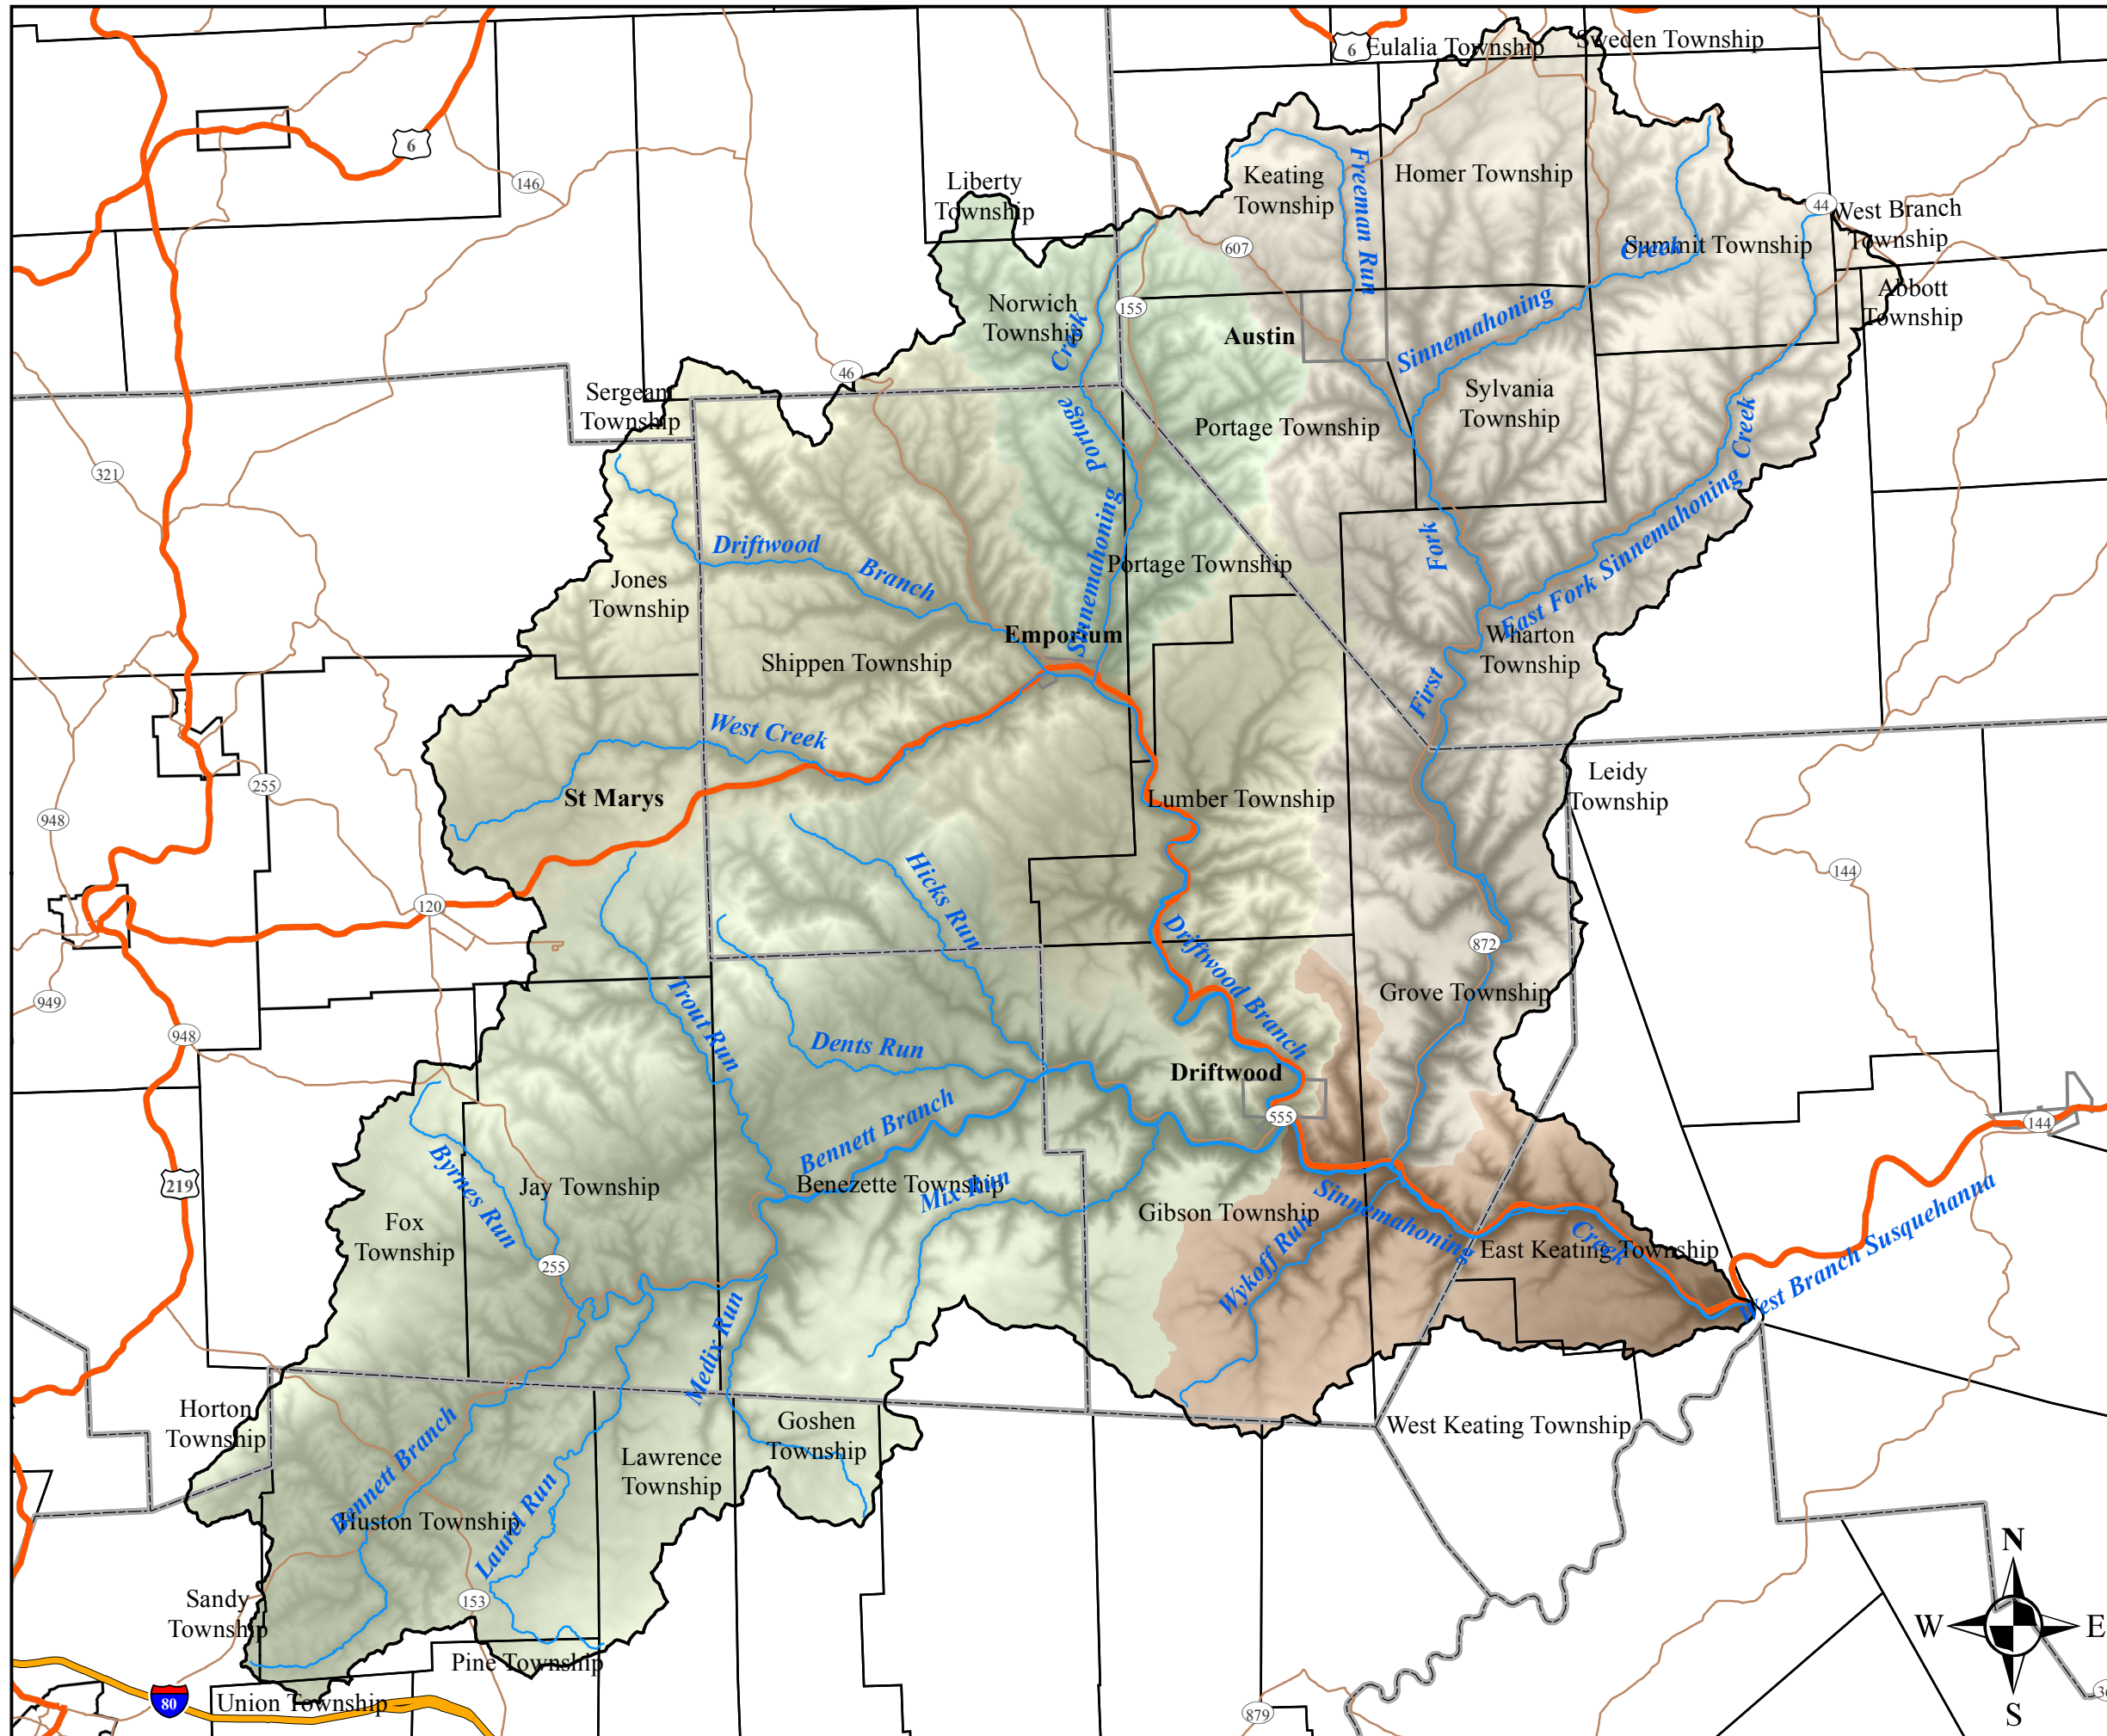 6
Eulalia Township
Sweden Township
6
146
Liberty
Township
Keating
Township
Freeman Run
Homer Township
44
West Branch
Township
607
Summit Township
Creek
Abbott
Township
Norwich
Township
155
Creek
Austin
Sinnemahoning
46
Sergeant
Township
Sylvania
Township
Portage
Portage Township
Creek
321
Sinnemahoning
Fork
East Fork Sinnemahoning
Driftwood
Branch
Portage Township
Jones
Township
Emporium
Wharton
Township
Shippen Township
First
West Creek
255
St Marys
Lumber Township
Leidy
Township
948
144
Hicks Run
120
Driftwood Branch
872
949
Trout Run
Grove Township
948
Dents Run
Driftwood
555
144
Bennett Branch
Byrnes Run
219
Jay Township
Benezette Township
Mix Run
Fox
Township
Gibson Township
Sinnemahoning
Wykoff Run
East Keating Township
Creek
West Branch Susquehanna
255
Medix Run
Horton
Township
Goshen
Township
West Keating Township
Bennett Branch
Lawrence
Township
Huston Township
Laurel Run
Sandy
Township
153
N
W
E
S
Pine Township
80
Union Township
879